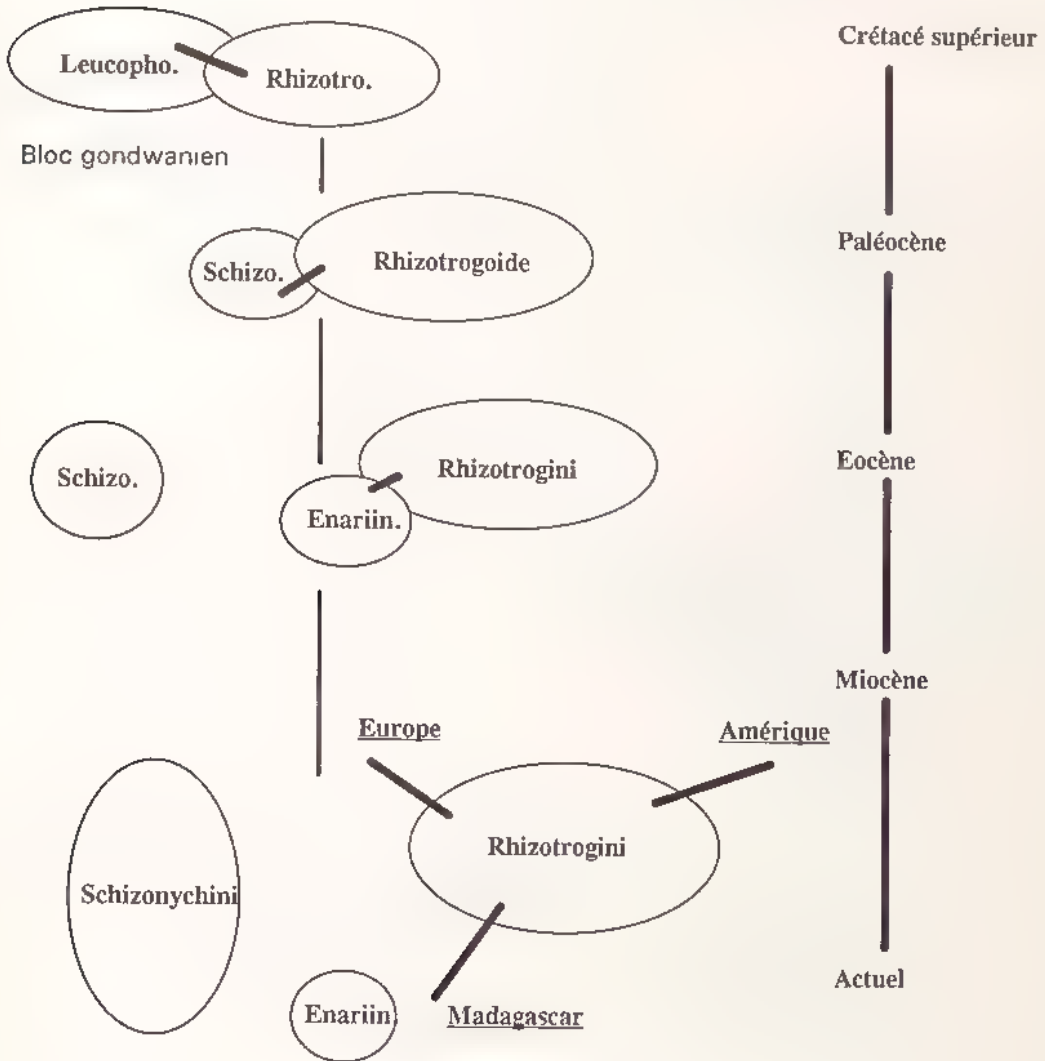 Crétacé supérieur
Leucopho.
Rhizotro.
Bloc gondwanien
Paléocène
Schizo.
Rhizotrogoide
Schizo.
Rhizotrogini
Eocène
Enariin.
Miocène
Europe
Amérique
Rhizotrogini
Schizonychini
Actuel
Enariin
Madagascar